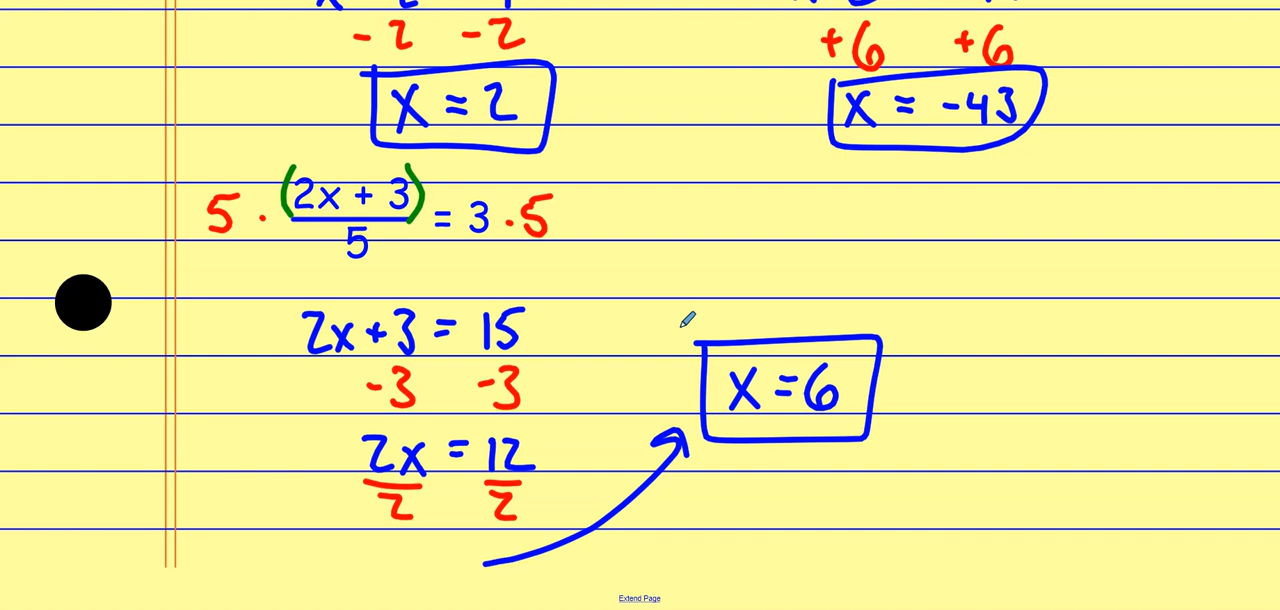 -2 -2
x = 2
+6 +6
x = -43
5 · (2x + 3) = 3 · 5
5
2x+3 = 15
-3 -3
2x = 12
2 2
x = 6
Extend Page